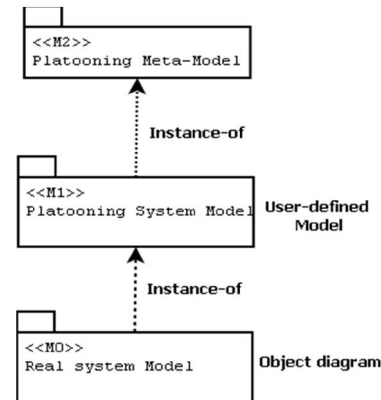 <<M2>>
Platooning Meta-Model
Instance-of
<<M1>>
Platooning System Model
User-defined
Model
Instance-of
<<M0>>
Real system Model
Object diagram